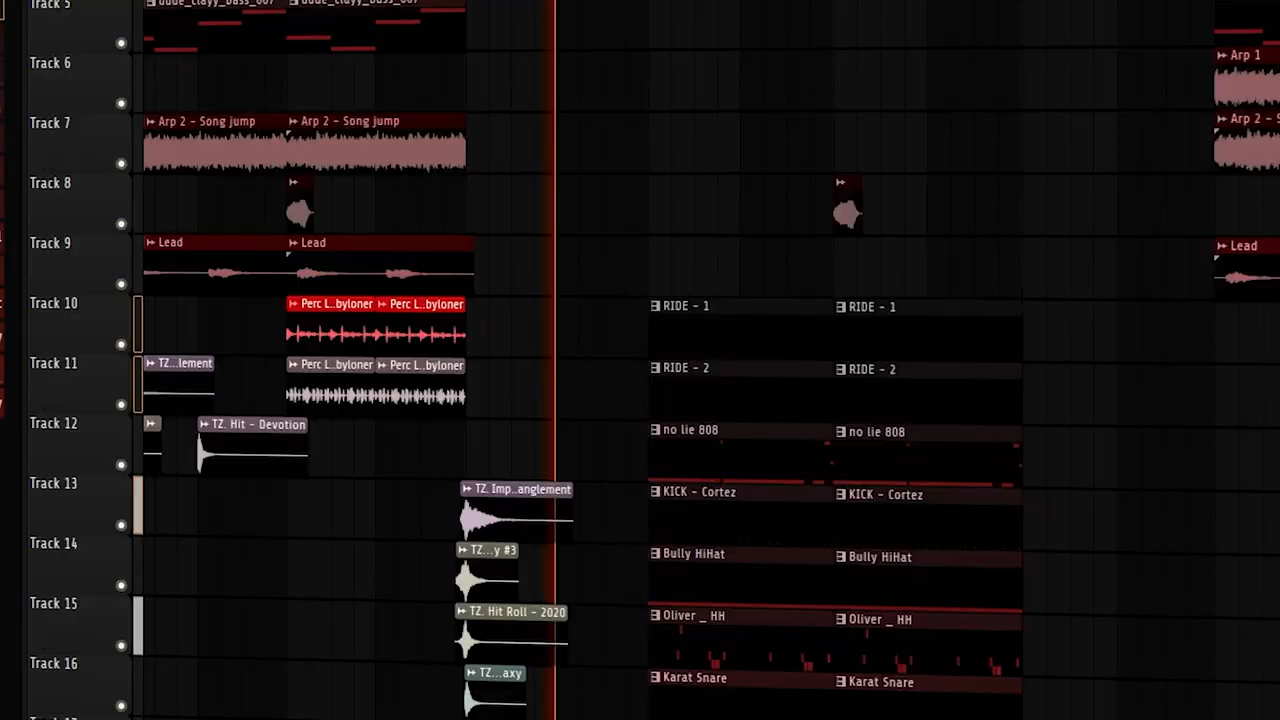 Track 5
dude_clayy_bass_007 dude_clayy_bass_007
Track 6
Arp 1
Track 7
Arp 2 - Song jump Arp 2 - Song jump
Arp 2 - S
Track 8
Track 9
Lead Lead
Lead
Track 10
Perc L..byloner Perc L..byloner
RIDE - 1 RIDE - 1
Track 11
TZ...lement Perc L..byloner Perc L..byloner
RIDE - 2 RIDE - 2
Track 12
TZ. Hit - Devotion
no lie 808 no lie 808
Track 13
TZ. Imp..anglement
KICK - Cortez KICK - Cortez
Track 14
TZ...y #3
Bully HiHat Bully HiHat
Track 15
TZ. Hit Roll - 2020
Oliver _ HH Oliver _ HH
Track 16
TZ...axy
Karat Snare Karat Snare